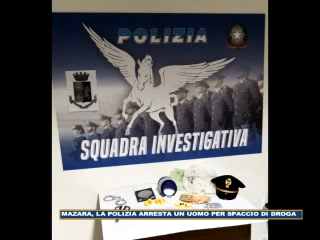 POLIZIA
SQUADRA INVESTIGATIVA
MAZARA, LA POLIZIA ARRESTA UN UOMO PER SPACCIO DI DROGA